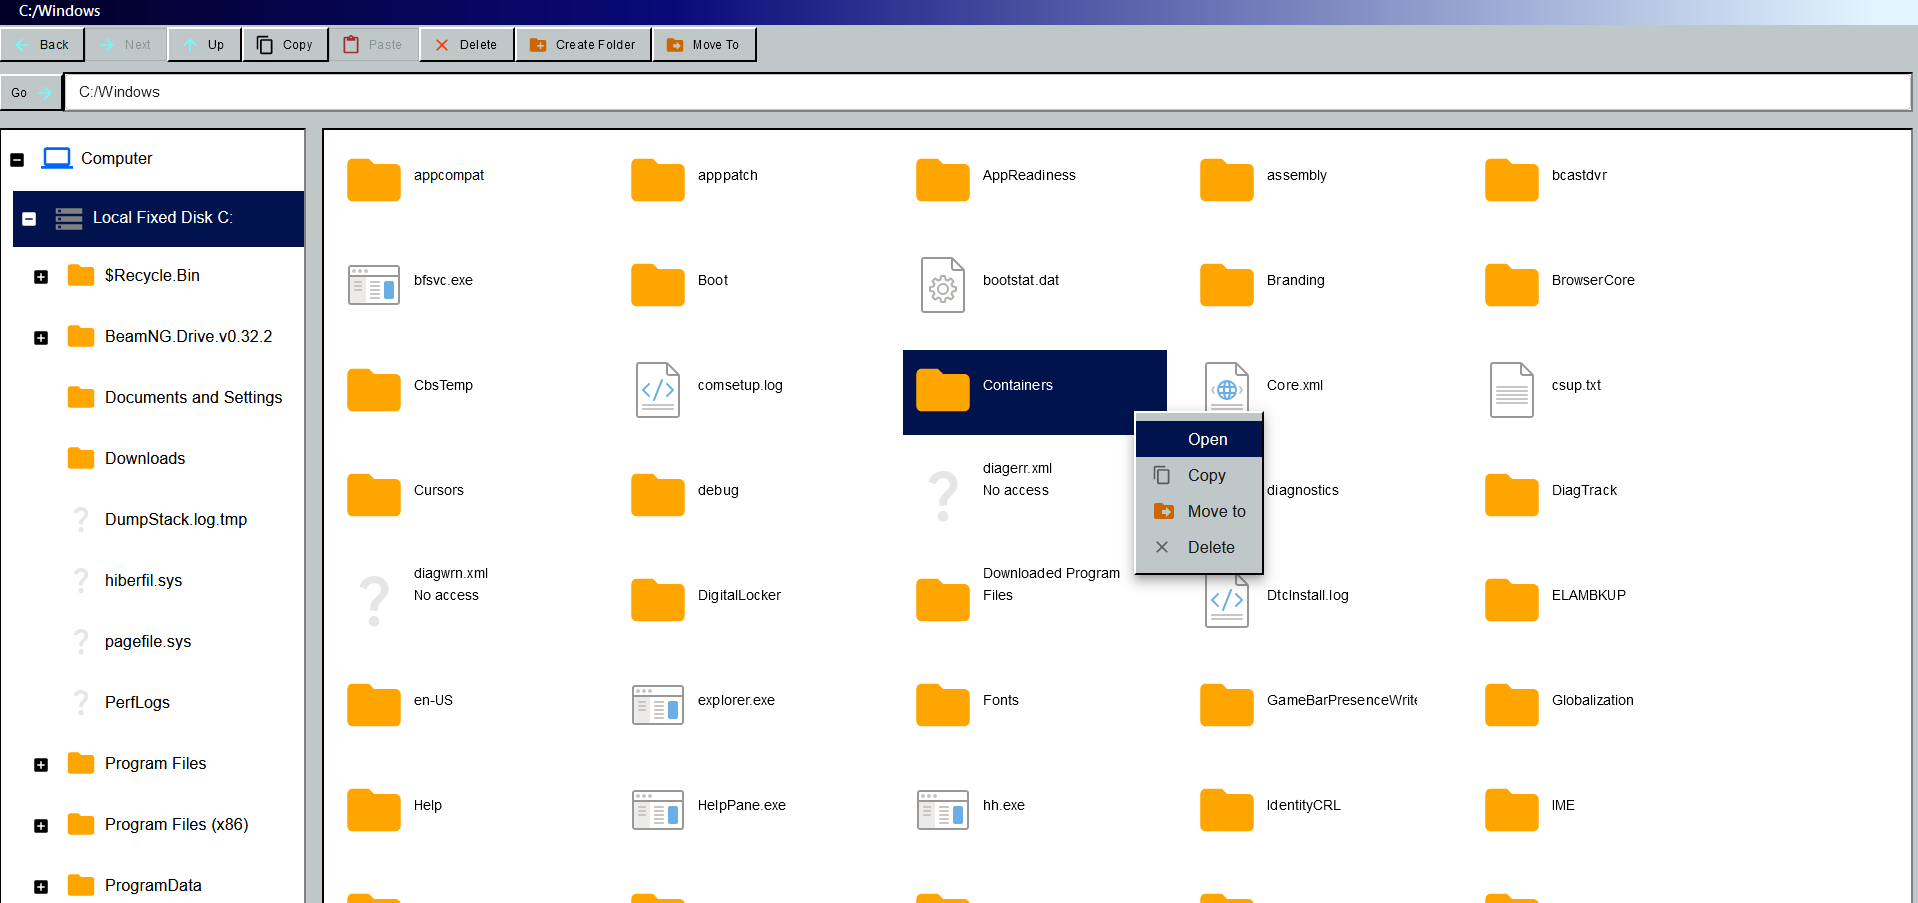 C:/Windows
Back Next Up Copy Paste Delete Create Folder Move To
Go C:/Windows
Computer
Local Fixed Disk C:
$Recycle.Bin
BeamNG.Drive.v0.32.2
Documents and Settings
Downloads
DumpStack.log.tmp
hiberfil.sys
pagefile.sys
PerfLogs
Program Files
Program Files (x86)
ProgramData
appcompat apppatch AppReadiness assembly bcastdvr
bfsvc.exe Boot bootstat.dat Branding BrowserCore
CbsTemp comsetup.log Containers Core.xml csup.txt
Cursors debug diagerr.xml
No access diagnostics DiagTrack
diagwrn.xml
No access DigitalLocker Downloaded Program
Files DtcInstall.log ELAMBKUP
en-US explorer.exe Fonts GameBarPresenceWrite Globalization
Help HelpPane.exe hh.exe IdentityCRL IME
Open
Copy
Move to
Delete